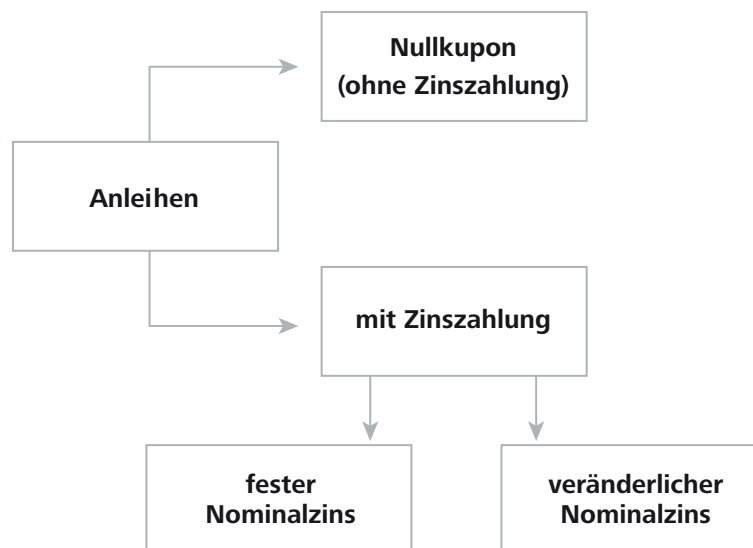 Nullkupon
(ohne Zinszahlung)
Anleihen
mit Zinszahlung
fester
Nominalzins
veränderlicher
Nominalzins